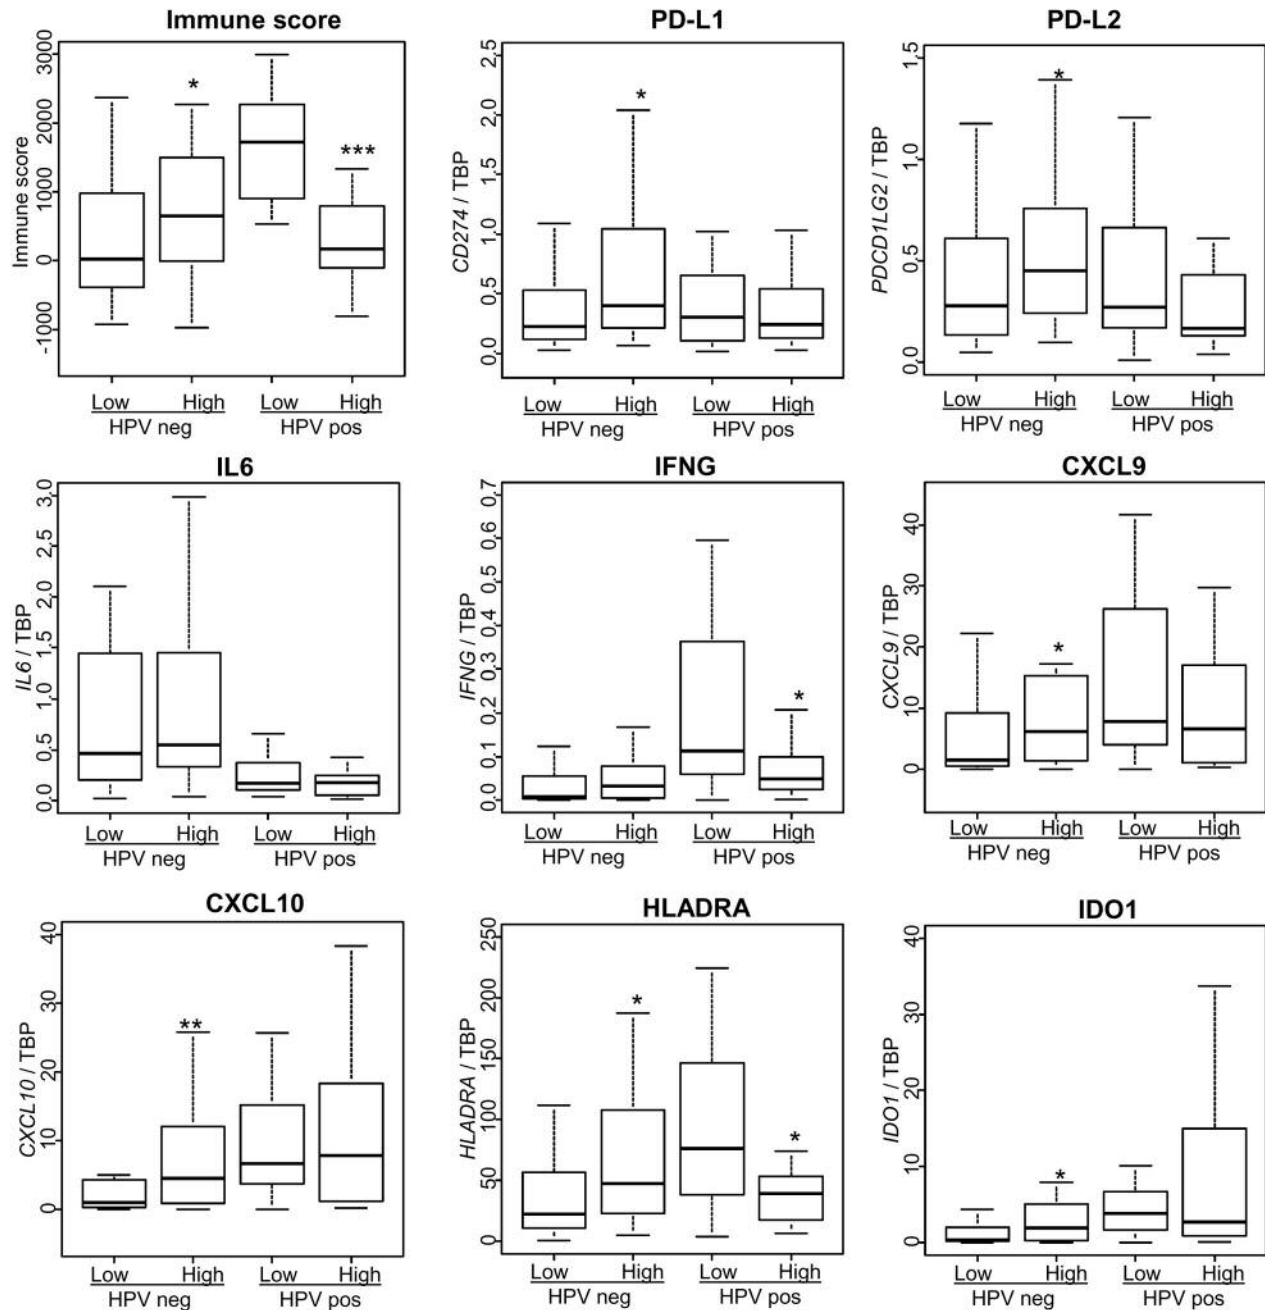 Immune score
Immune score
3000
2000
1000
0
-1000
*
***
Low High Low High
HPV neg HPV pos
PD-L1
CD274 / TBP
2.5
2.0
1.5
1.0
0.5
0.0
*
Low High Low High
HPV neg HPV pos
PD-L2
PDCD1LG2 / TBP
1.5
1.0
0.5
0.0
*
Low High Low High
HPV neg HPV pos
IL6
IL6 / TBP
3.0
2.5
2.0
1.5
1.0
0.5
0.0
Low High Low High
HPV neg HPV pos
IFNG
IFNG / TBP
0.7
0.6
0.5
0.4
0.3
0.2
0.1
0.0
*
Low High Low High
HPV neg HPV pos
CXCL9
CXCL9 / TBP
40
30
20
10
0
*
Low High Low High
HPV neg HPV pos
CXCL10
CXCL10 / TBP
40
30
20
10
0
**
Low High Low High
HPV neg HPV pos
HLADRA
HLADRA / TBP
250
200
150
100
50
0
*
*
Low High Low High
HPV neg HPV pos
IDO1
IDO1 / TBP
40
30
20
10
0
*
Low High Low High
HPV neg HPV pos